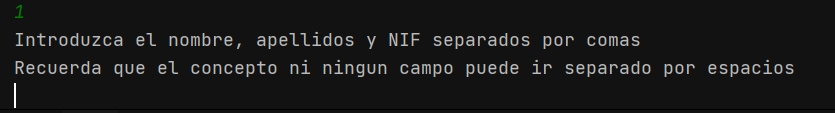 1
Introduzca el nombre, apellidos y NIF separados por comas
Recuerda que el concepto ni ningun campo puede ir separado por espacios